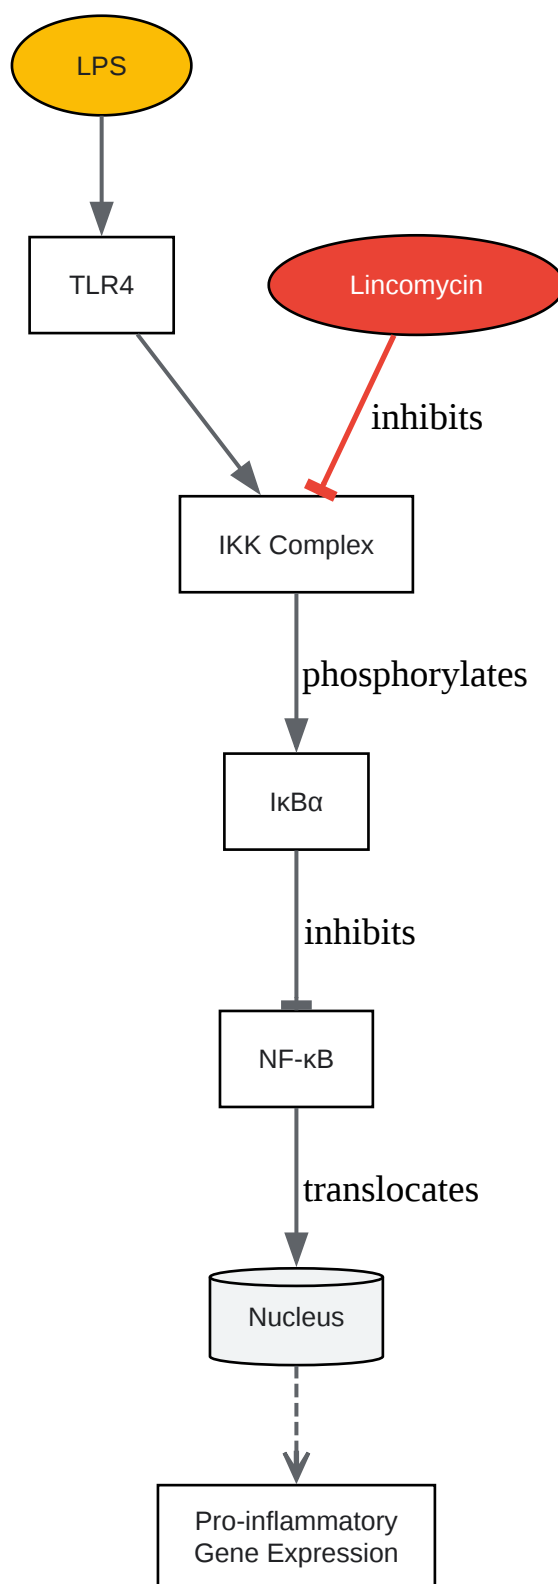 LPS
TLR4
Lincomycin
inhibits
IKK Complex
phosphorylates
IκBα
inhibits
NF-κB
translocates
Nucleus
Pro-inflammatory
Gene Expression